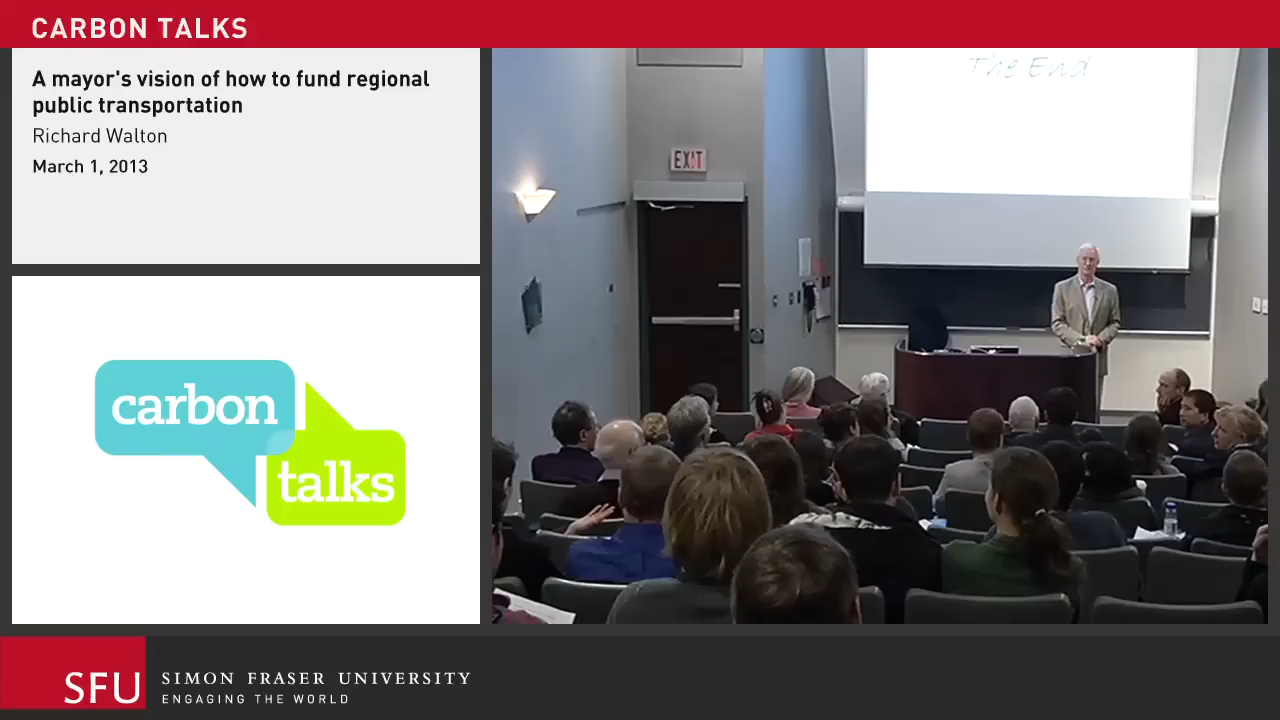 CARBON TALKS
A mayor's vision of how to fund regional
public transportation
Richard Walton
March 1, 2013
carbon
talks
The End
EXIT
SFU
SIMON FRASER UNIVERSITY
ENGAGING THE WORLD